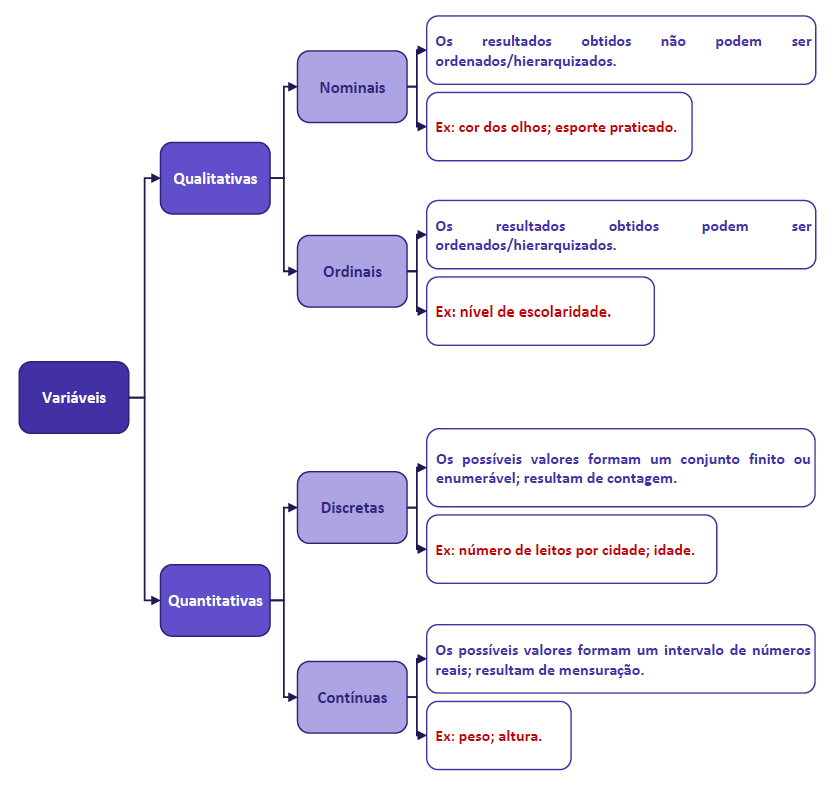 Variáveis
Qualitativas
Nominais
Os resultados obtidos não podem ser
ordenados/hierarquizados.
Ex: cor dos olhos; esporte praticado.
Ordinais
Os resultados obtidos podem ser
ordenados/hierarquizados.
Ex: nível de escolaridade.
Quantitativas
Discretas
Os possíveis valores formam um conjunto finito ou
enumerável; resultam de contagem.
Ex: número de leitos por cidade; idade.
Contínuas
Os possíveis valores formam um intervalo de números
reais; resultam de mensuração.
Ex: peso; altura.